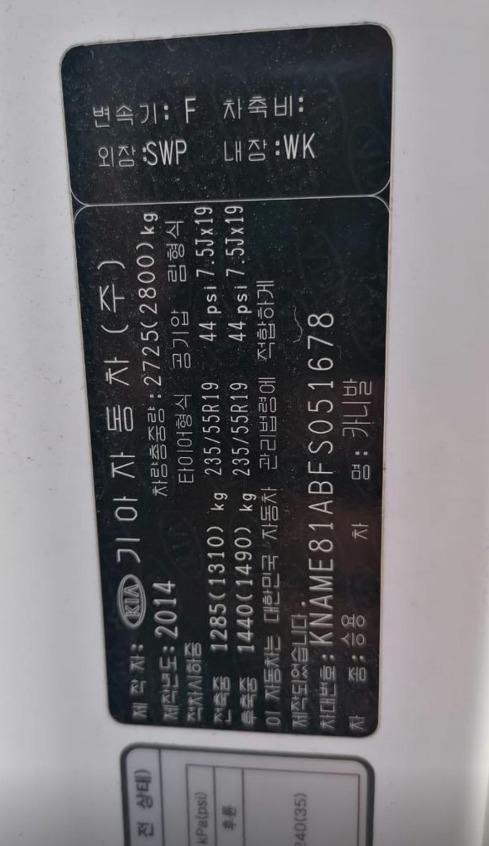 변속기: F 차축비:
외장:SWP 내장:WK
제 작 자: KIA 기아자동차(주)
제작년도: 2014 차량총중량:2725(2800)kg
적차시하중 타이어형식 공기압 림형식
전축중 1285(1310) kg 235/55R19 44 psi 7.5Jx19
후축중 1440(1490) kg 235/55R19 44 psi 7.5Jx19
이 자동차는 대한민국 자동차 관리법령에 적합하게
제작되었습니다.
차대번호:KNAME81ABFS051678
차 종:승용 차 명:카니발
전 상태)
kPa(psi)
후륜
240(35)